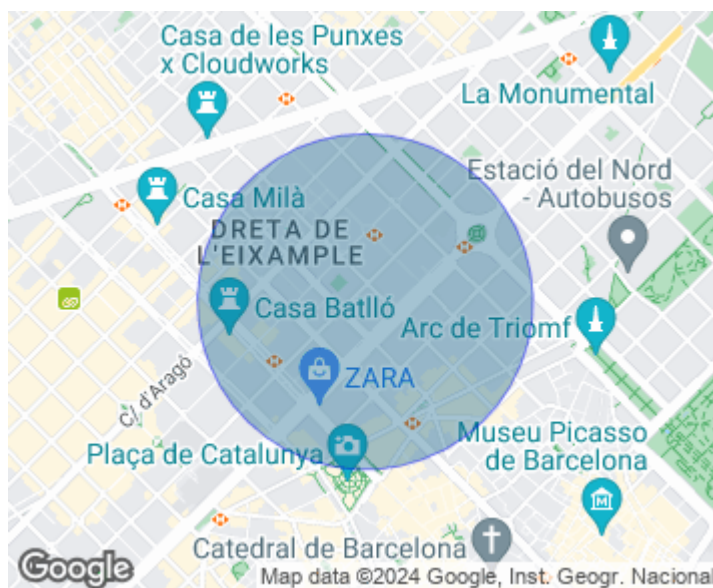 Casa de les Punxes
x Cloudworks
La Monumental
Estació del Nord
- Autobusos
Casa Milà
DRETA DE
L'EIXAMPLE
Casa Batlló
Arc de Triomf
ZARA
C/ d'Aragó
Plaça de Catalunya
Museu Picasso
de Barcelona
M
Catedral de Barcelona
Google
Map data ©2024 Google, Inst. Geogr. Nacional